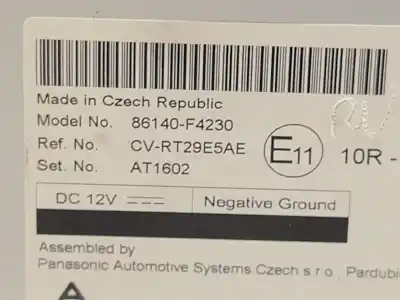 Made in Czech Republic
Model No. 86140-F4230
Ref. No. CV-RT29E5AE
Set. No. AT1602
E11 10R -
DC 12V Negative Ground
Assembled by
Panasonic Automotive Systems Czech s r o , Pardubi